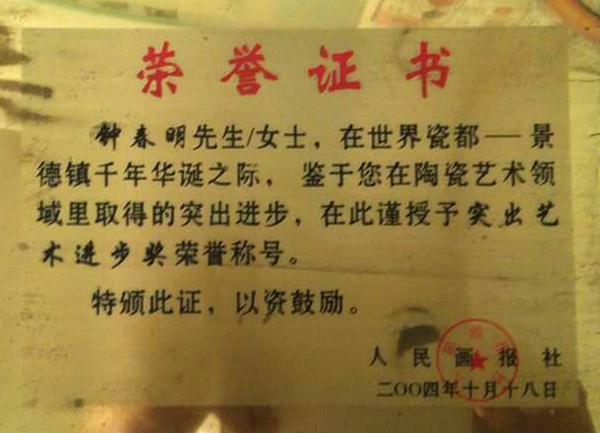 荣誉证书
钟春明先生/女士，在世界瓷都——景
德镇千年华诞之际，鉴于您在陶瓷艺术领
域里取得的突出进步，在此谨授予突出艺
术进步奖荣誉称号。
特颁此证，以资鼓励。
人民画报社
二〇〇四年十月十八日